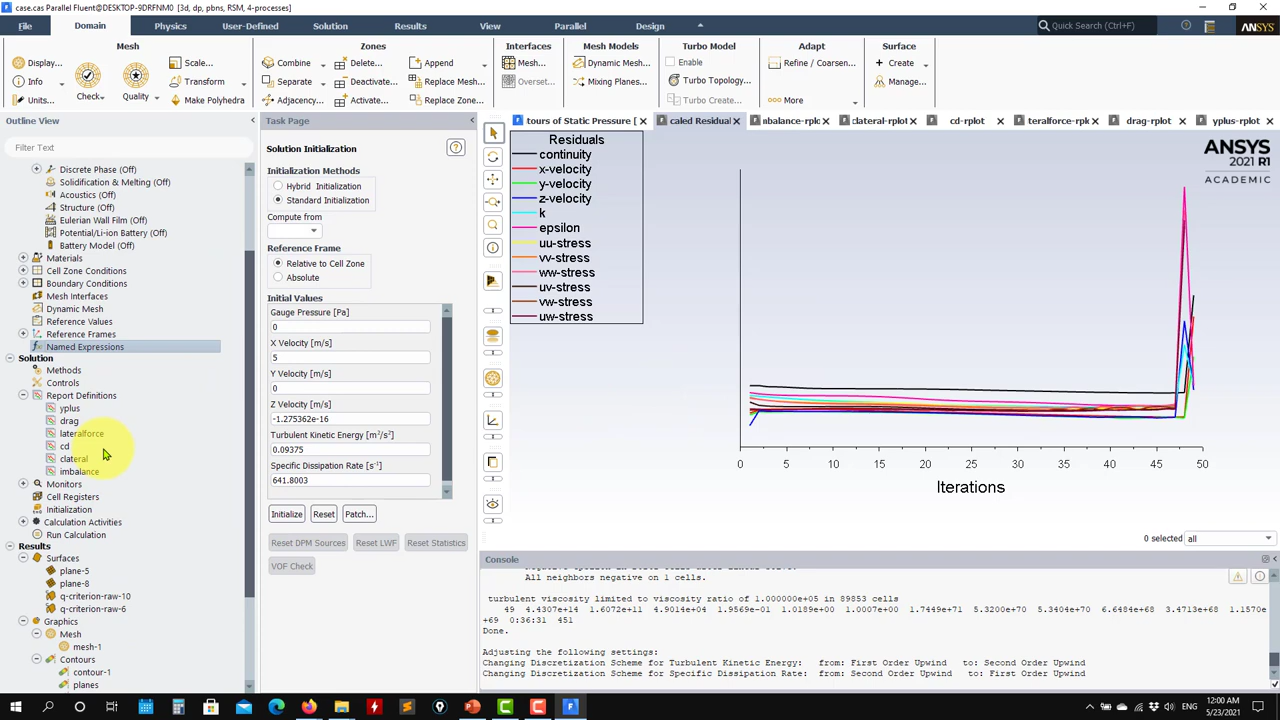 case.cas Parallel Fluent@DESKTOP-9DRFNM0 [3d, dp, pbns, RSM, 4-processes]
File Domain Physics User-Defined Solution Results View Parallel Design Quick Search (Ctrl+F) ANSYS
Mesh Zones Interfaces Mesh Models Turbo Model Adapt Surface
Display... Scale... Combine Delete... Append Mesh... Dynamic Mesh... Enable Refine / Coarsen... Create
Info Check Quality Transform Separate Deactivate... Replace Mesh... Overset... Mixing Planes... Turbo Topology... Manage...
Units... Make Polyhedra Adjacency... Activate... Replace Zone... Turbo Create... More
Outline View
Filter Text
Discrete Phase (Off)
Solidification & Melting (Off)
Acoustics (Off)
Structure (Off)
Eulerian Wall Film (Off)
Potential/Li-ion Battery (Off)
Battery Model (Off)
Materials
Cell Zone Conditions
Boundary Conditions
Mesh Interfaces
Dynamic Mesh
Reference Values
Reference Frames
Named Expressions
Solution
Methods
Controls
Report Definitions
yplus
drag
lateralforce
cd
clateral
imbalance
Monitors
Cell Registers
Initialization
Calculation Activities
Run Calculation
Results
Surfaces
plane-5
plane-8
q-criterion-raw-10
q-criterion-raw-6
Graphics
Mesh
mesh-1
Contours
contour-1
planes
Task Page
Solution Initialization
Initialization Methods
Hybrid Initialization
Standard Initialization
Compute from
Reference Frame
Relative to Cell Zone
Absolute
Initial Values
Gauge Pressure [Pa]
0
X Velocity [m/s]
5
Y Velocity [m/s]
0
Z Velocity [m/s]
-1.275362e-16
Turbulent Kinetic Energy [m²/s²]
0.09375
Specific Dissipation Rate [s⁻¹]
641.8003
Initialize Reset Patch...
Reset DPM Sources Reset LWF Reset Statistics
VOF Check
tours of Static Pressure [ caled Residual nbalance-rplc clateral-rplot cd-rplot teralforce-rpk drag-rplot yplus-rplot
Residuals
continuity
x-velocity
y-velocity
z-velocity
k
epsilon
uu-stress
vv-stress
ww-stress
uv-stress
vw-stress
uw-stress
ANSYS
2021 R1
ACADEMIC
0 5 10 15 20 25 30 35 40 45 50
Iterations
0 selected all
Console
All neighbors negative on 1 cells.
turbulent viscosity limited to viscosity ratio of 1.000000e+05 in 89853 cells
49 4.4307e+14 1.6072e+11 4.9014e+04 1.9569e-01 1.0189e+00 1.0007e+00 1.7449e+71 5.3200e+70 5.3404e+70 6.6484e+68 3.4713e+68 1.1570e
+69 0:36:31 451
Done.
Adjusting the following settings:
Changing Discretization Scheme for Turbulent Kinetic Energy: from: First Order Upwind to: Second Order Upwind
Changing Discretization Scheme for Specific Dissipation Rate: from: Second Order Upwind to: First Order Upwind
12:00 AM
ENG
5/23/2021